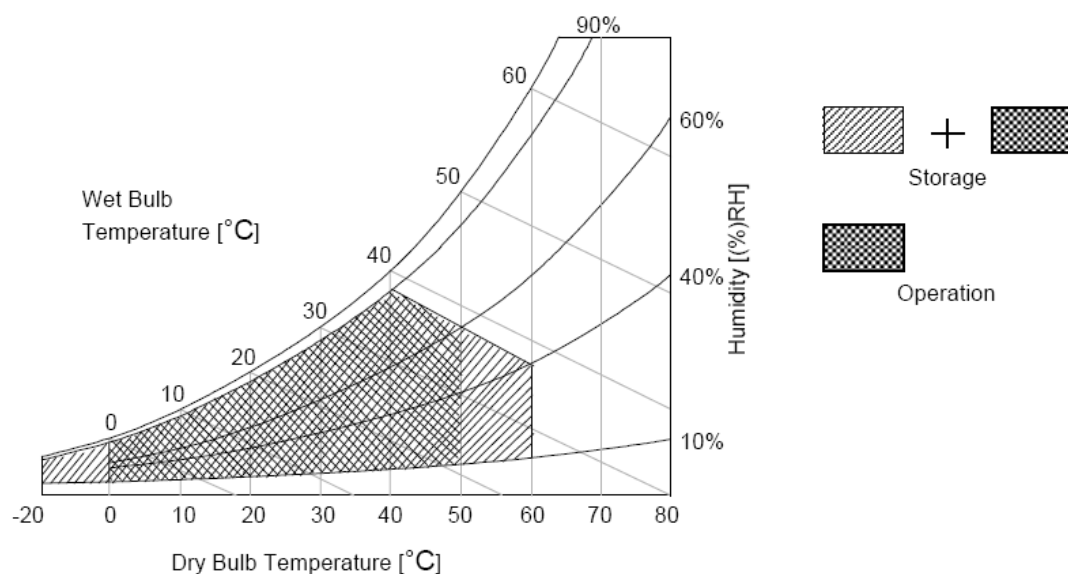 90%
60
60%
50
Storage
Wet Bulb
Temperature [°C]
40
40%
Humidity [(%)RH]
Operation
30
20
10
0
10%
-20 0 10 20 30 40 50 60 70 80
Dry Bulb Temperature [°C]